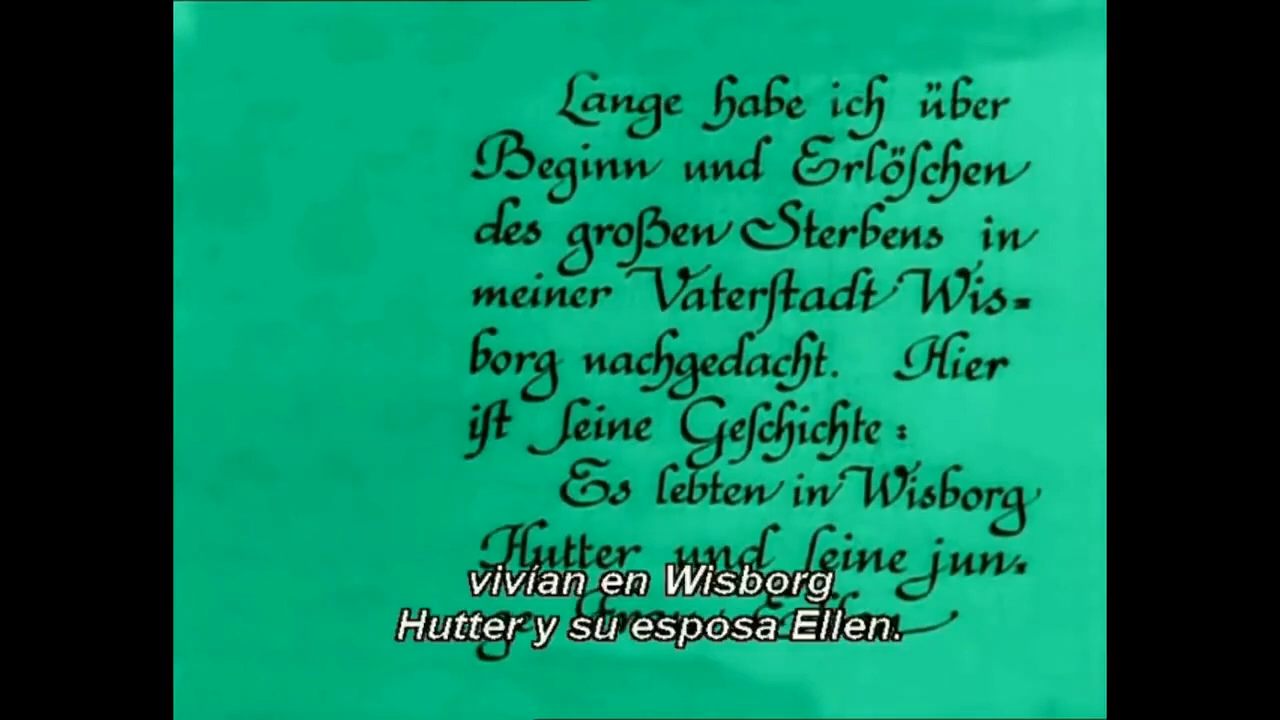 Lange habe ich über
Beginn und Erlöſchen
des großen Sterbens in
meiner Vaterſtadt Wis=
borg nachgedacht. Hier
iſt ſeine Geſchichte :
Es lebten in Wisborg
Hutter und ſeine jun=
vivían en Wisborg
Hutter y su esposa Ellen.